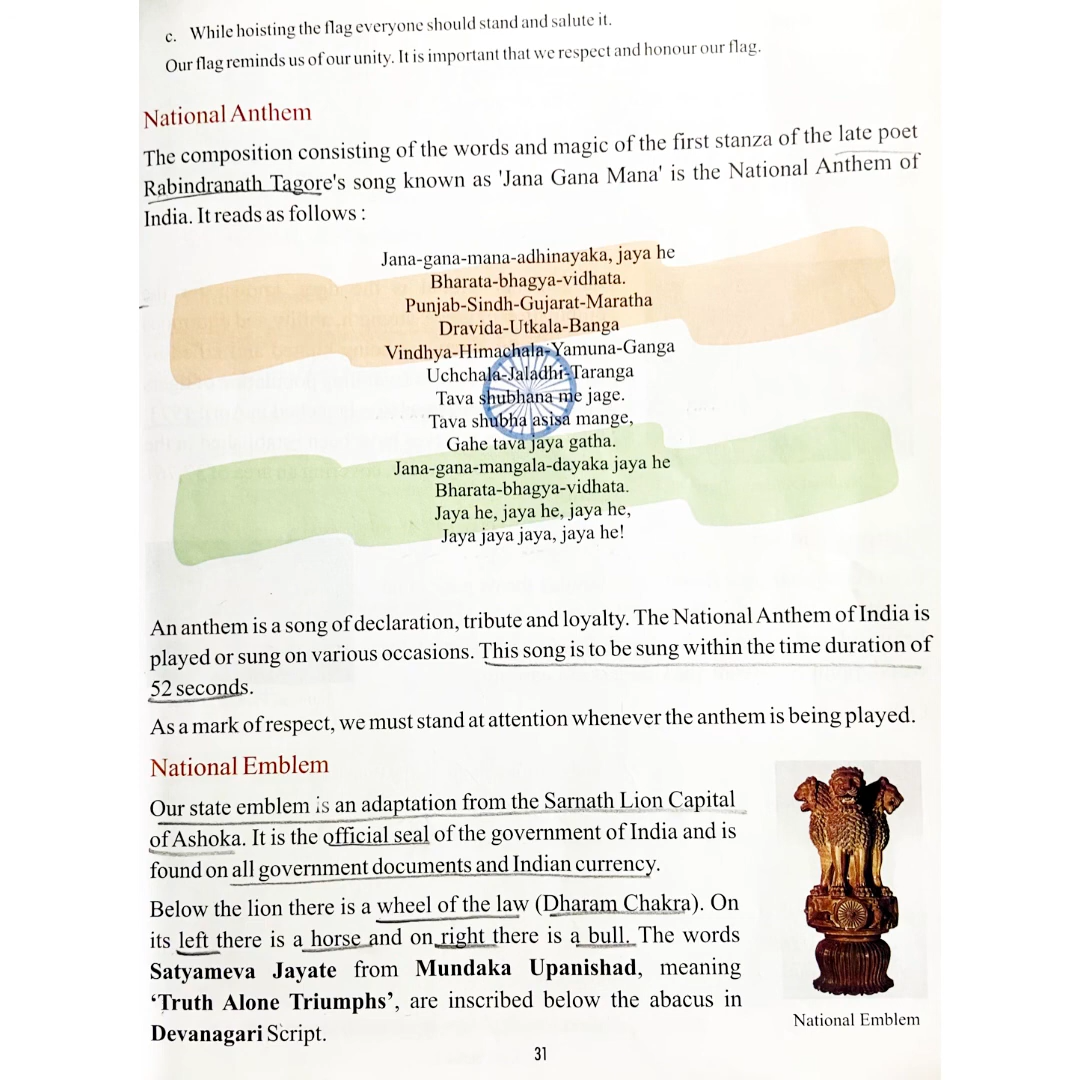 c. While hoisting the flag everyone should stand and salute it.
Our flag reminds us of our unity. It is important that we respect and honour our flag.
National Anthem
The composition consisting of the words and magic of the first stanza of the late poet
Rabindranath Tagore's song known as 'Jana Gana Mana' is the National Anthem of
India. It reads as follows :
Jana-gana-mana-adhinayaka, jaya he
Bharata-bhagya-vidhata.
Punjab-Sindh-Gujarat-Maratha
Dravida-Utkala-Banga
Vindhya-Himachala-Yamuna-Ganga
Uchchala-Jaladhi-Taranga
Tava shubhana me jage.
Tava shubha asisa mange,
Gahe tava jaya gatha.
Jana-gana-mangala-dayaka jaya he
Bharata-bhagya-vidhata.
Jaya he, jaya he, jaya he,
Jaya jaya jaya, jaya he!
An anthem is a song of declaration, tribute and loyalty. The National Anthem of India is
played or sung on various occasions. This song is to be sung within the time duration of
52 seconds.
As a mark of respect, we must stand at attention whenever the anthem is being played.
National Emblem
Our state emblem is an adaptation from the Sarnath Lion Capital
of Ashoka. It is the official seal of the government of India and is
found on all government documents and Indian currency.
Below the lion there is a wheel of the law (Dharam Chakra). On
its left there is a horse and on right there is a bull. The words
Satyameva Jayate from Mundaka Upanishad, meaning
‘Truth Alone Triumphs’, are inscribed below the abacus in
Devanagari Script.
National Emblem
31